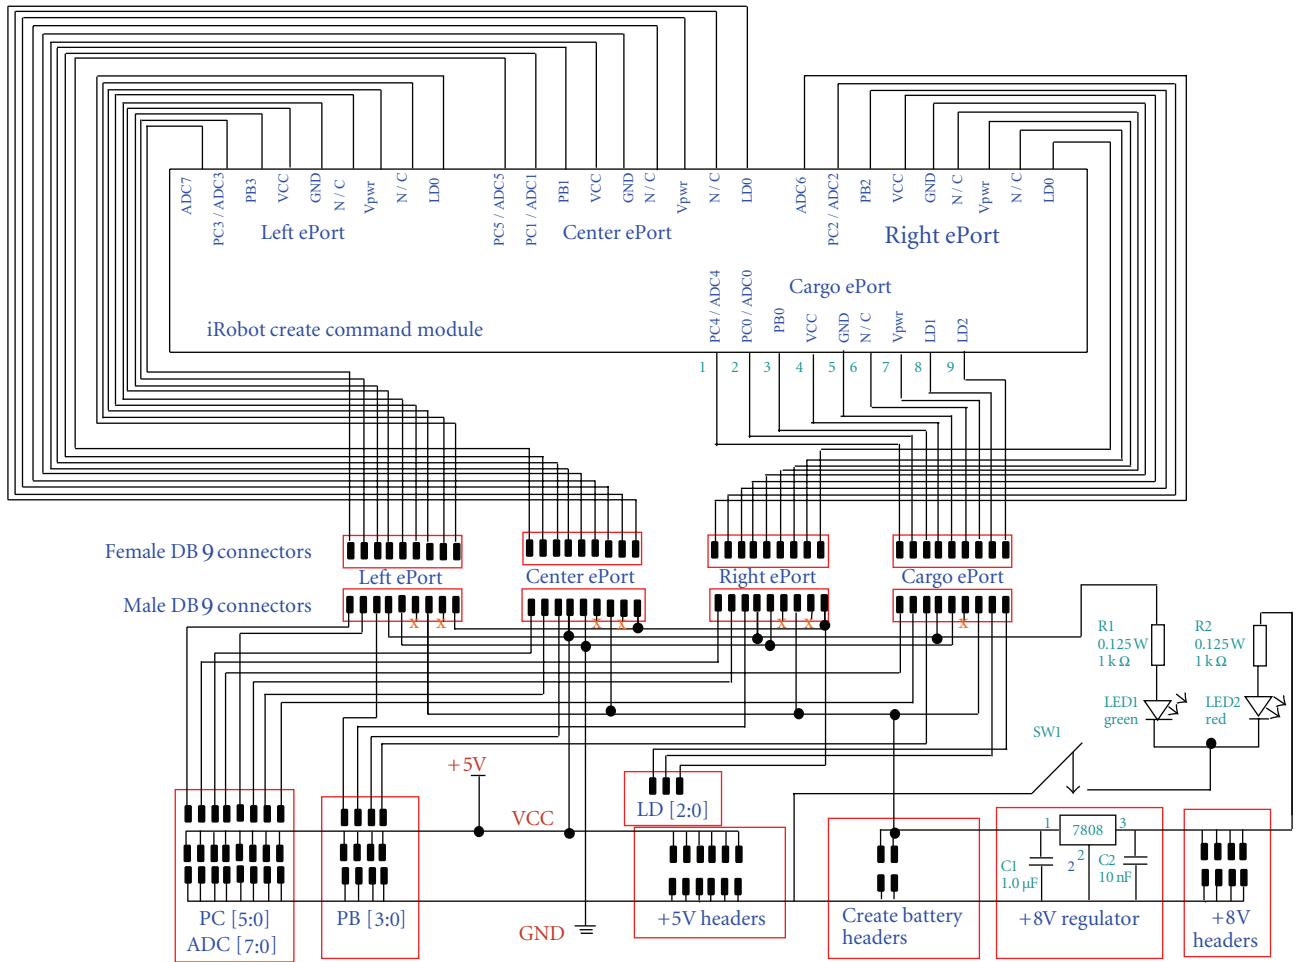 ADC7
PC3 / ADC3
PB3
VCC
GND
N / C
Vpwr
N / C
LD0
PC5 / ADC5
PC1 / ADC1
PB1
VCC
GND
N / C
Vpwr
N / C
LD0
ADC6
PC2 / ADC2
PB2
VCC
GND
N / C
Vpwr
N / C
LD0
Left ePort
Center ePort
Right ePort
Cargo ePort
iRobot create command module
PC4 / ADC4
PC0 / ADC0
PB0
VCC
GND
N / C
Vpwr
LD1
LD2
1 2 3 4 5 6 7 8 9
Female DB 9 connectors
Left ePort
Center ePort
Right ePort
Cargo ePort
Male DB 9 connectors
x x x x x x x
R1
0.125 W
1 k Ω
R2
0.125 W
1 k Ω
LED1
green
LED2
red
SW1
+5V
VCC
LD [2:0]
1 7808 3
2
2
C1
1.0 μF
C2
10 nF
PC [5:0]
ADC [7:0]
PB [3:0]
GND
+5V headers
Create battery
headers
+8V regulator
+8V
headers